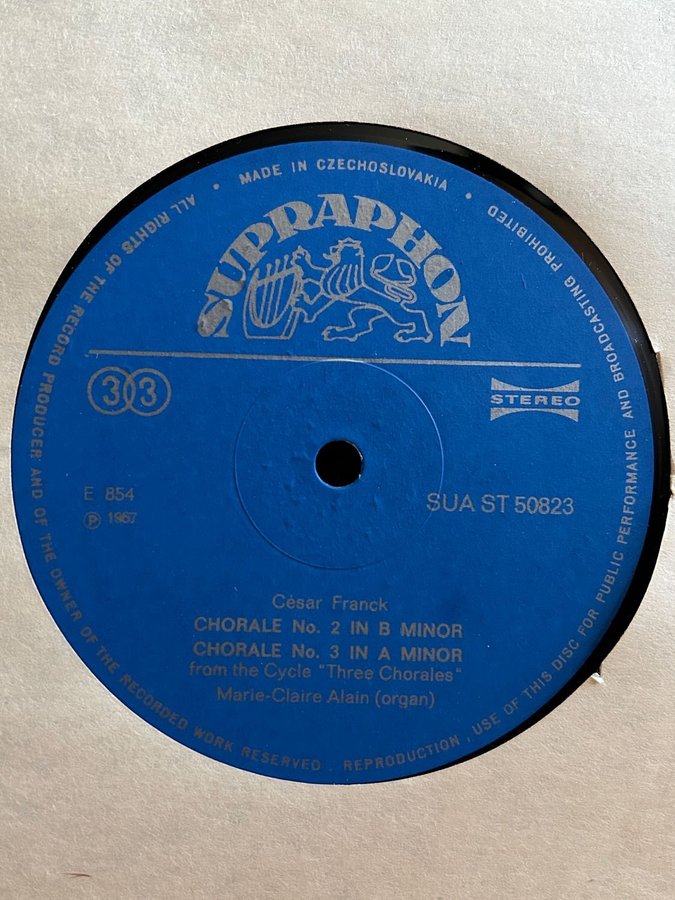 MADE IN CZECHOSLOVAKIA
SUPRAPHON
33
STEREO
E 854
SUA ST 50823
℗ 1967
César Franck
CHORALE No. 2 IN B MINOR
CHORALE No. 3 IN A MINOR
from the Cycle "Three Chorales"
Marie-Claire Alain (organ)
ALL RIGHTS OF THE RECORD PRODUCER AND OF THE OWNER OF THE RECORDED WORK RESERVED . REPRODUCTION , USE OF THIS DISC FOR PUBLIC PERFORMANCE AND BROADCASTING PROHIBITED